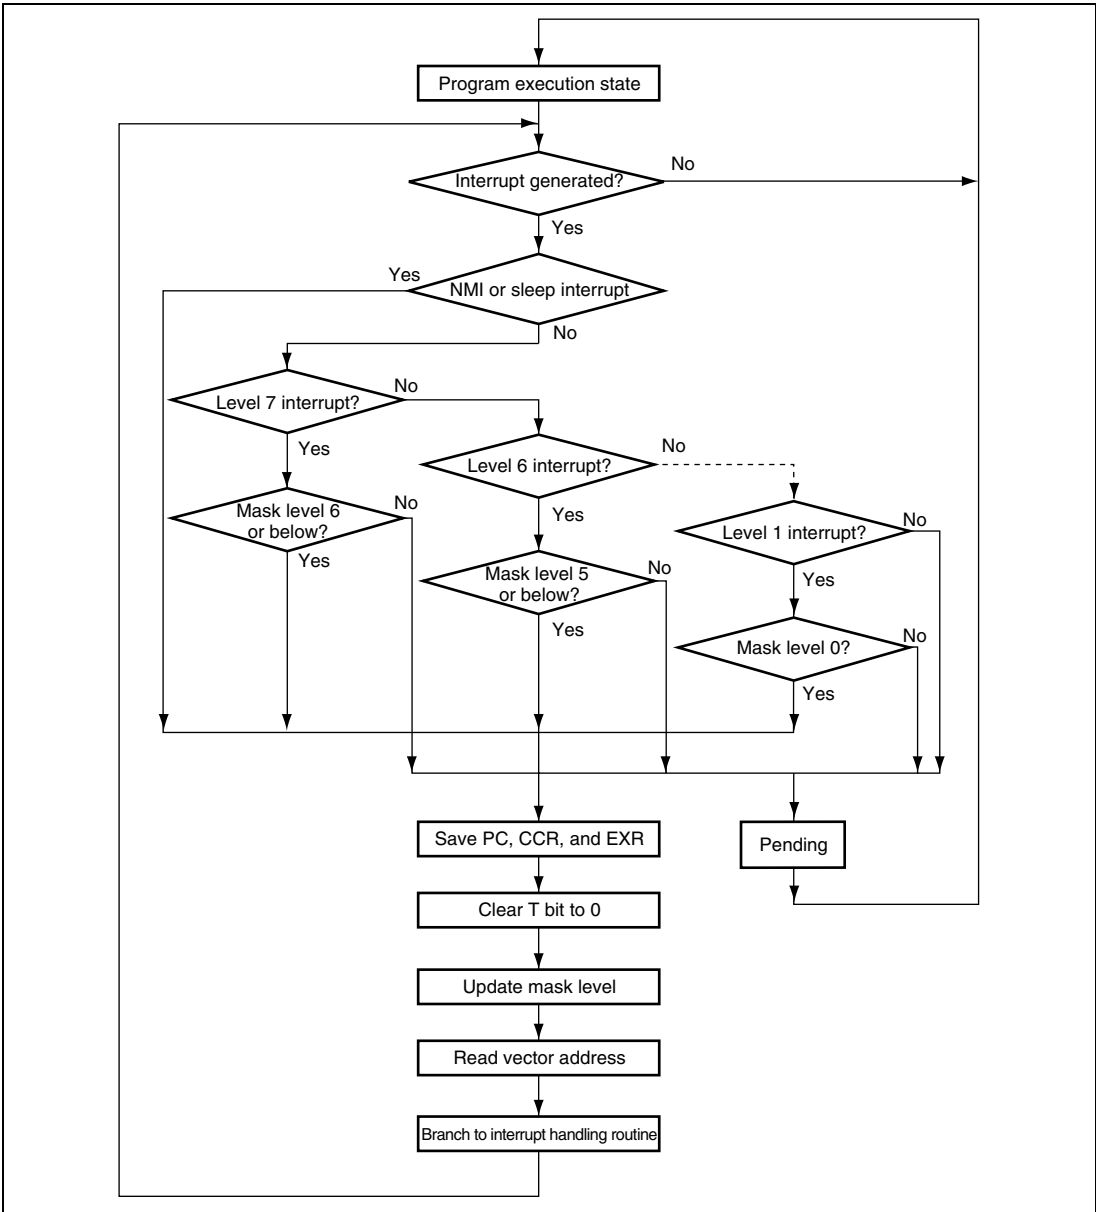 Program execution state
Interrupt generated?
No
Yes
NMI or sleep interrupt
Yes
No
Level 7 interrupt?
No
Yes
Level 6 interrupt?
No
Yes
Mask level 6
or below?
No
Yes
Level 1 interrupt?
No
Yes
Mask level 5
or below?
No
Yes
Mask level 0?
No
Yes
Save PC, CCR, and EXR
Pending
Clear T bit to 0
Update mask level
Read vector address
Branch to interrupt handling routine